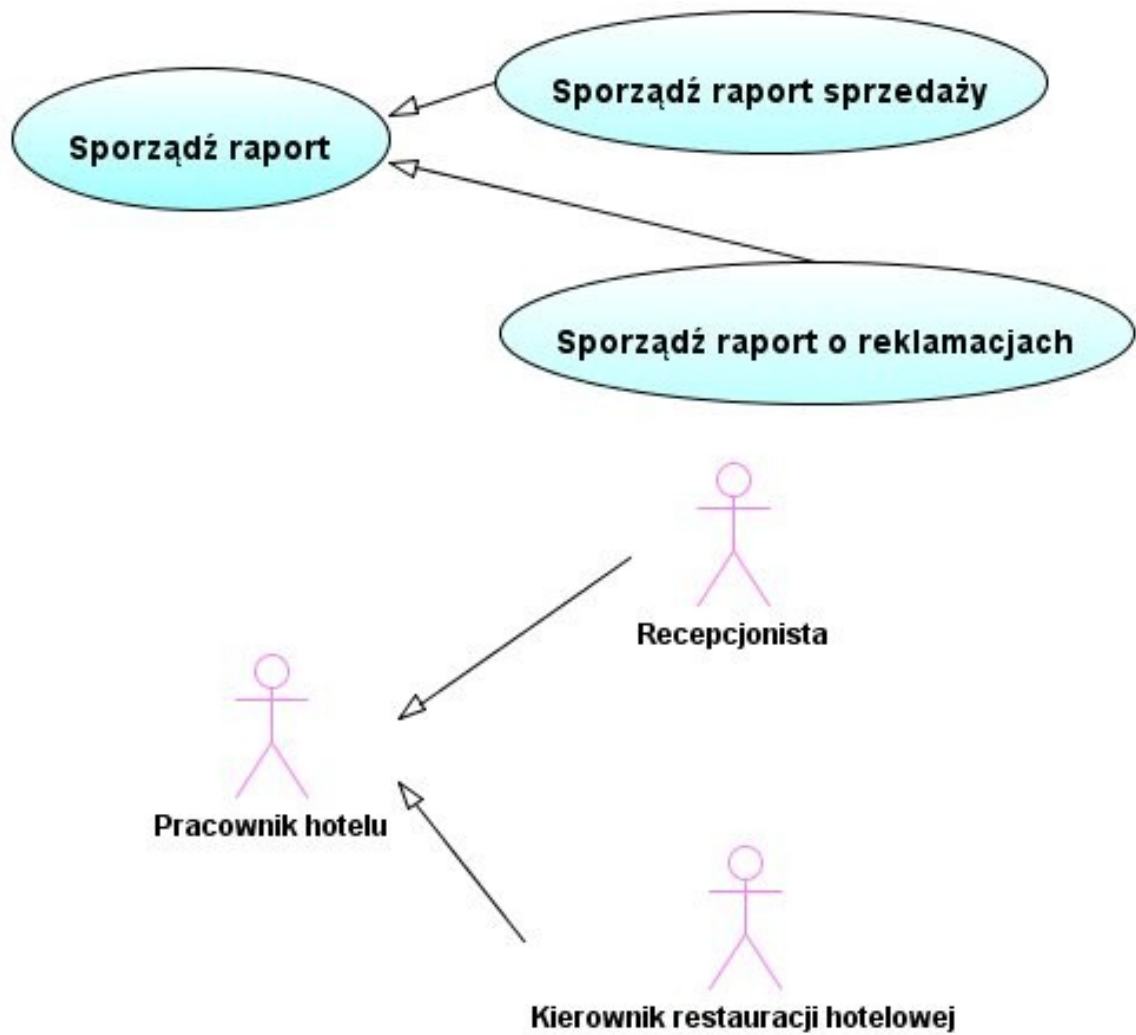 Sporządź raport sprzedaży
Sporządź raport
Sporządź raport o reklamacjach
Recepcjonista
Pracownik hotelu
Kierownik restauracji hotelowej